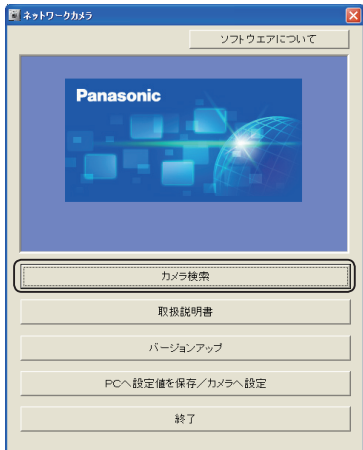 ネットワークカメラ
ソフトウエアについて
Panasonic
カメラ検索
取扱説明書
バージョンアップ
PCへ設定値を保存／カメラへ設定
終了